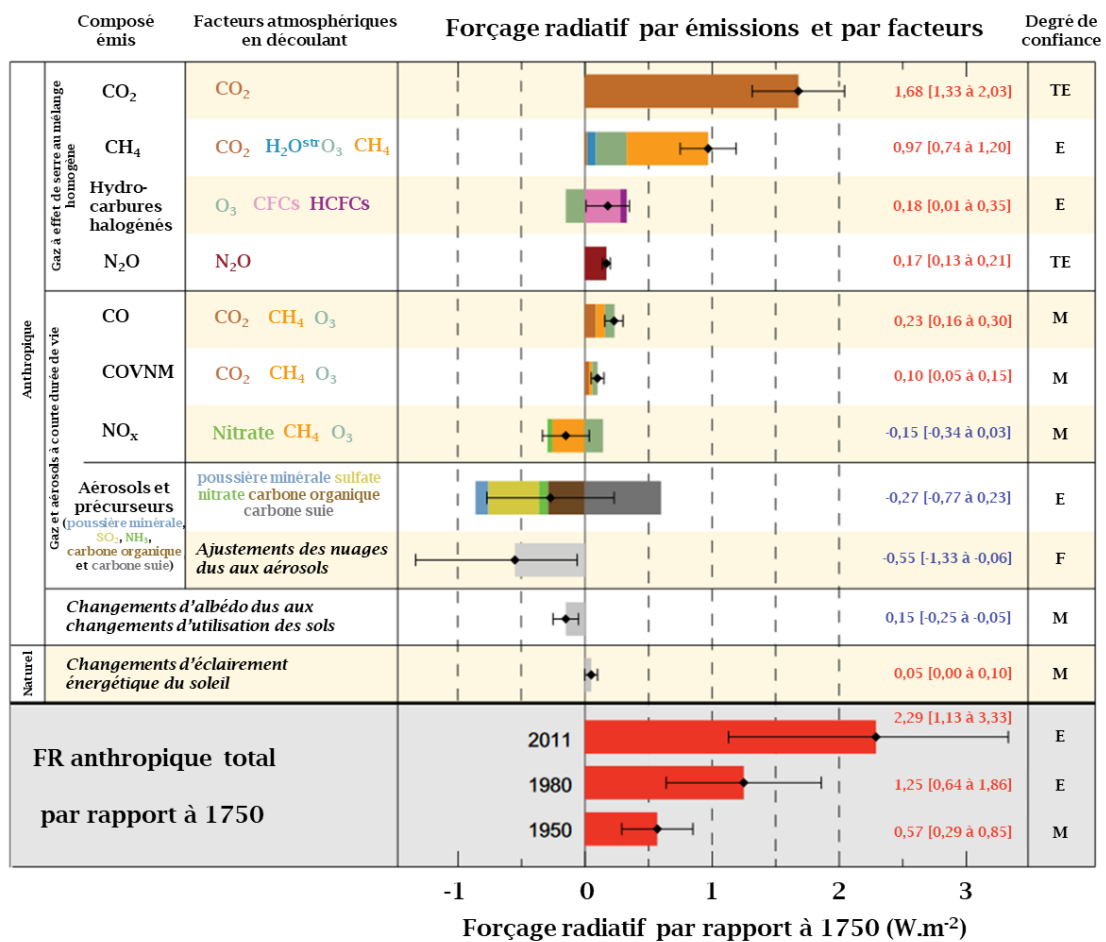 Composé
émis
Facteurs atmosphériques
en découlant
Forçage radiatif par émissions et par facteurs
Degré de
confiance
Anthropique
Gaz à effet de serre au mélange
homogène
CO₂
CO₂
1,68 [1,33 à 2,03]
TE
CH₄
CO₂ H₂Oˢᵗʳ O₃ CH₄
0,97 [0,74 à 1,20]
E
Hydro-
carbures
halogénés
O₃ CFCs HCFCs
0,18 [0,01 à 0,35]
E
N₂O
N₂O
0,17 [0,13 à 0,21]
TE
Gaz et aérosols à courte durée de vie
CO
CO₂ CH₄ O₃
0,23 [0,16 à 0,30]
M
COVNM
CO₂ CH₄ O₃
0,10 [0,05 à 0,15]
M
NOₓ
Nitrate CH₄ O₃
-0,15 [-0,34 à 0,03]
M
Aérosols et
précurseurs
(poussière minérale,
SO₂, NH₃,
carbone organique
et carbone suie)
poussière minérale sulfate
nitrate carbone organique
carbone suie
-0,27 [-0,77 à 0,23]
E
Ajustements des nuages
dus aux aérosols
-0,55 [-1,33 à -0,06]
F
Changements d'albédo dus aux
changements d'utilisation des sols
0,15 [-0,25 à -0,05]
M
Naturel
Changements d'éclairement
énergétique du soleil
0,05 [0,00 à 0,10]
M
FR anthropique total
par rapport à 1750
2011
2,29 [1,13 à 3,33]
E
1980
1,25 [0,64 à 1,86]
E
1950
0,57 [0,29 à 0,85]
M
-1 0 1 2 3
Forçage radiatif par rapport à 1750 (W.m⁻²)